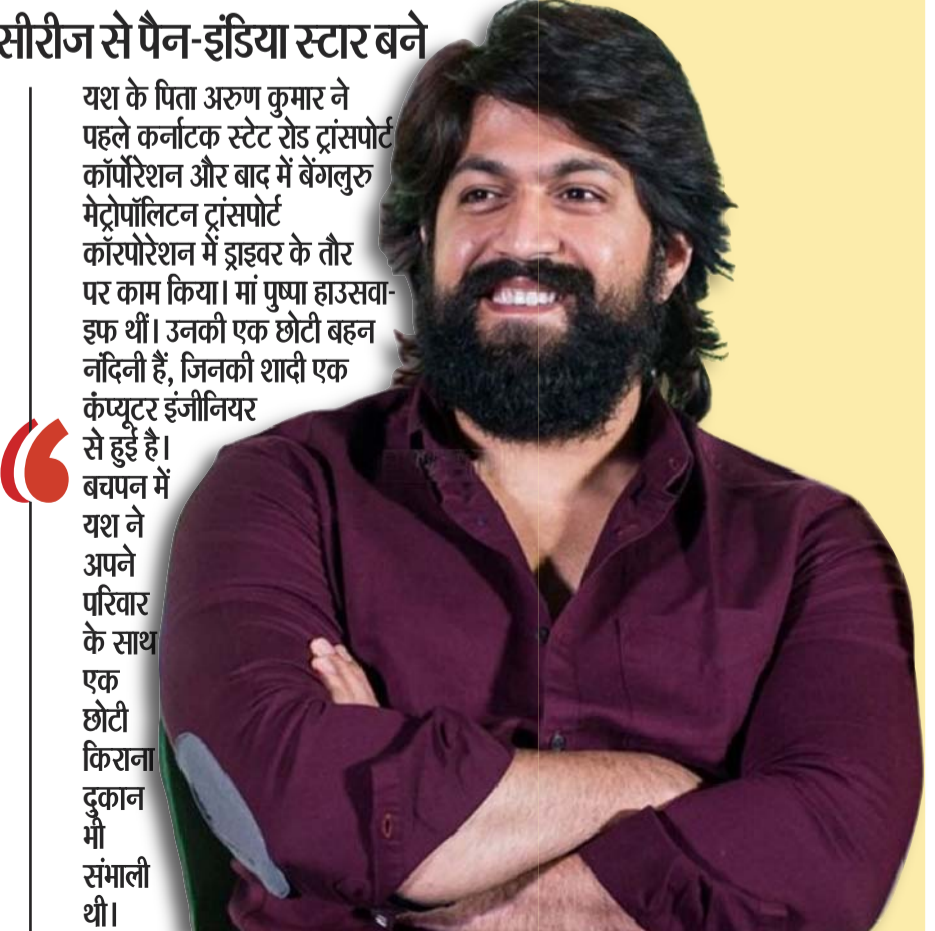 सीरीज से पैन-इंडिया स्टार बने
यश के पिता अरुण कुमार ने
पहले कर्नाटक स्टेट रोड ट्रांसपोर्ट
कॉर्पोरेशन और बाद में बेंगलुरु
मेट्रोपॉलिटन ट्रांसपोर्ट
कॉरपोरेशन में ड्राइवर के तौर
पर काम किया। मां पुष्पा हाउसवा-
इफ थीं। उनकी एक छोटी बहन
नंदिनी हैं, जिनकी शादी एक
कंप्यूटर इंजीनियर
से हुई है।
बचपन में
यश ने
अपने
परिवार
के साथ
एक
छोटी
किराना
दुकान
भी
संभाली
थी।